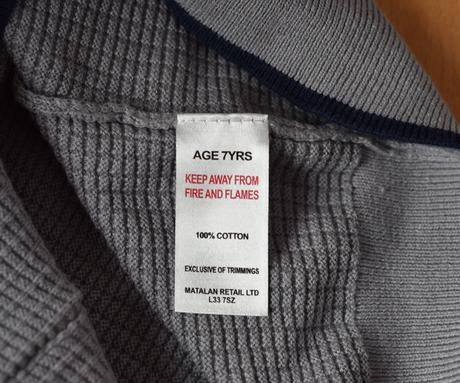 AGE 7YRS
KEEP AWAY FROM
FIRE AND FLAMES
100% COTTON
EXCLUSIVE OF TRIMMINGS
MATALAN RETAIL LTD
L33 7SZ